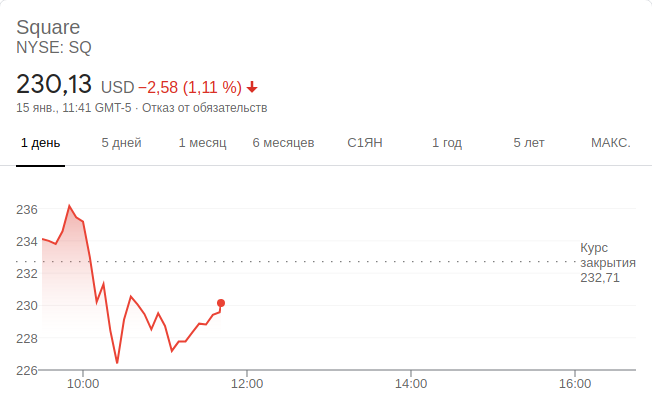 Square
NYSE: SQ
230,13 USD −2,58 (1,11 %)
15 янв., 11:41 GMT-5 · Отказ от обязательств
1 день 5 дней 1 месяц 6 месяцев С1ЯН 1 год 5 лет МАКС.
236
234
Курс
закрытия
232,71
232
230
228
226
10:00 12:00 14:00 16:00